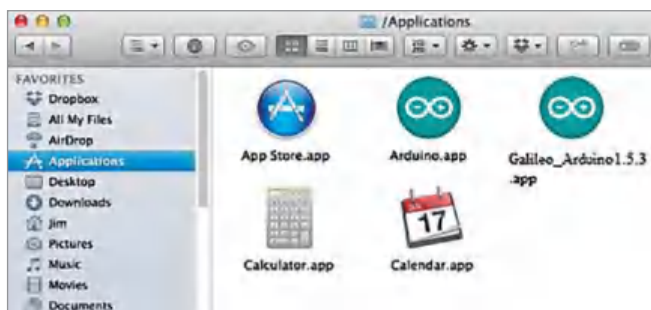 /Applications
FAVORITES
Dropbox
All My Files
AirDrop
Applications
Desktop
Downloads
Jim
Pictures
Music
Movies
Documents
App Store.app
Arduino.app
Galileo_Arduino1.5.3
.app
Calculator.app
17
Calendar.app